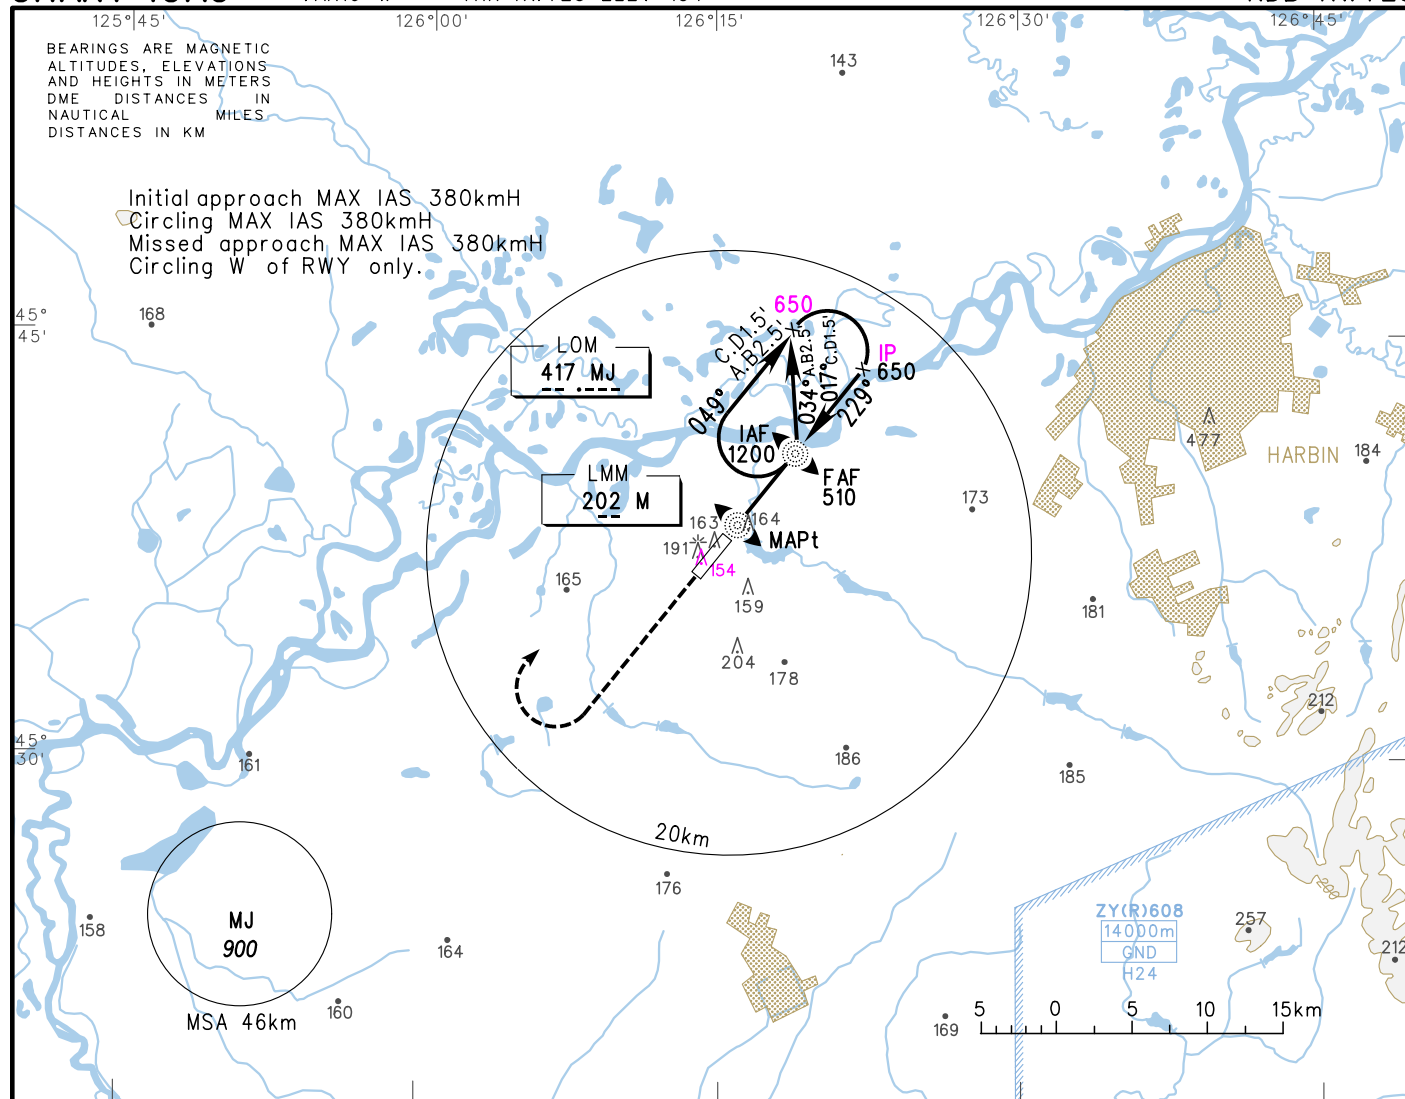 125°45'
126°00'
126°15'
126°30'
126°45'
BEARINGS ARE MAGNETIC
ALTITUDES, ELEVATIONS
AND HEIGHTS IN METERS
DME DISTANCES IN
NAUTICAL MILES
DISTANCES IN KM
143
Initial approach MAX IAS 380kmH
Circling MAX IAS 380kmH
Missed approach MAX IAS 380kmH
Circling W of RWY only.
45°
45'
168
650
C.D1.5'
A.B2.5'
034°A.B2.5'
017°C.D1.5'
IP
650
229°
049°
LOM
417 MJ
IAF
1200
FAF
510
LMM
202 M
MAPt
163
164
191
154
165
159
204
178
173
477
HARBIN
184
181
212
45°
30'
161
186
185
20km
176
MJ
900
MSA 46km
158
164
160
ZY(R)608
14000m
GND
H24
200
257
212
169
5 0 5 10 15km